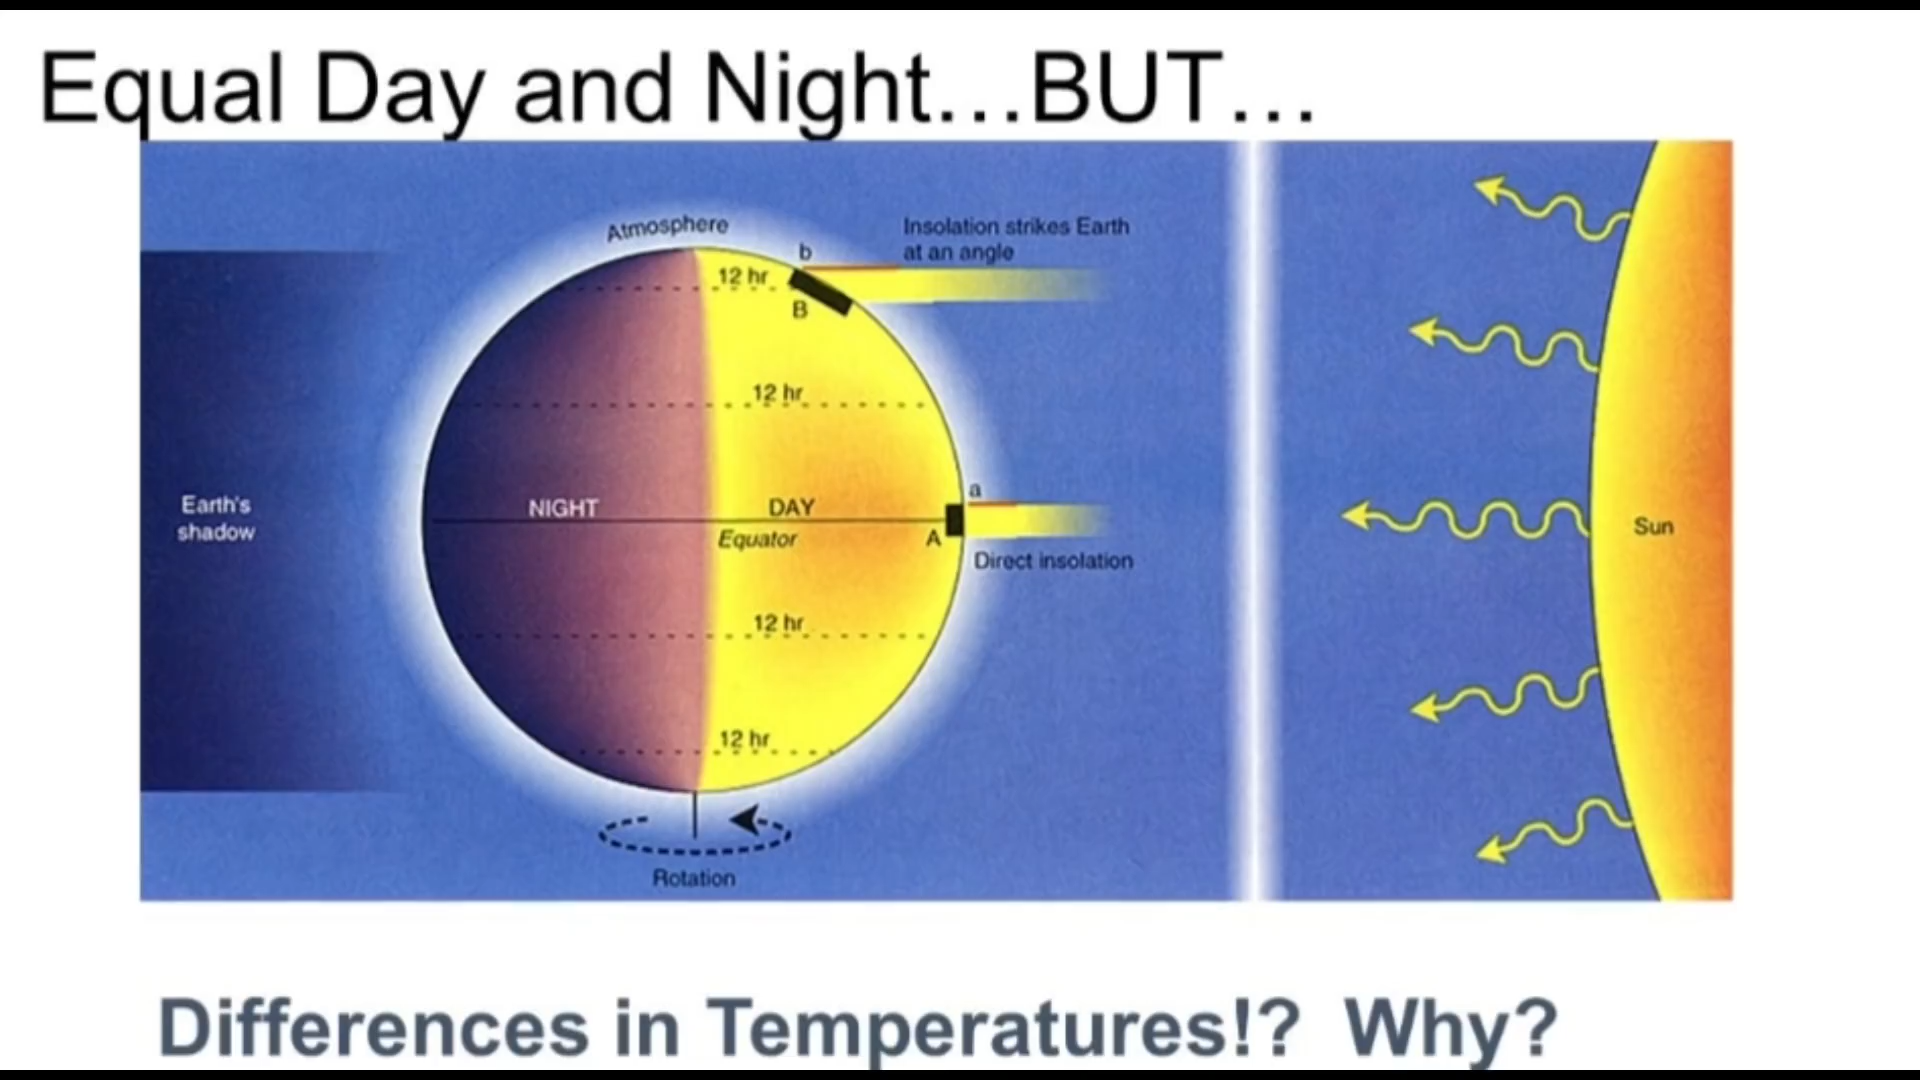 Equal Day and Night...BUT...
Atmosphere
Insolation strikes Earth
at an angle
b
12 hr
B
12 hr
Earth's
shadow
NIGHT
DAY
a
Equator
A
Direct insolation
Sun
12 hr
12 hr
Rotation
Differences in Temperatures!? Why?